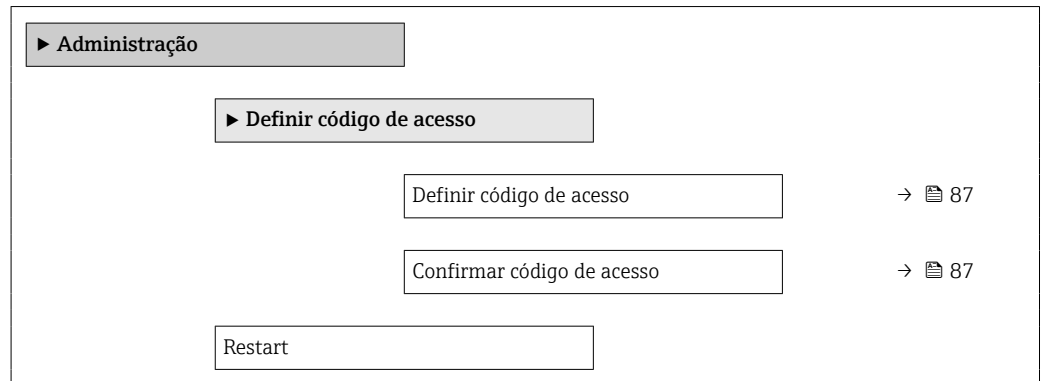 ▶ Administração
▶ Definir código de acesso
Definir código de acesso → 87
Confirmar código de acesso → 87
Restart